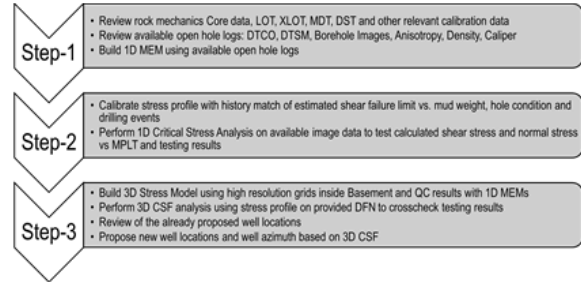 Step-1
• Review rock mechanics Core data, LOT, XLOT, MDT, DST and other relevant calibration data
• Review available open hole logs: DTCO, DTSM, Borehole Images, Anisotropy, Density, Caliper
• Build 1D MEM using available open hole logs
Step-2
• Calibrate stress profile with history match of estimated shear failure limit vs. mud weight, hole condition and
drilling events
• Perform 1D Critical Stress Analysis on available image data to test calculated shear stress and normal stress
vs MPLT and testing results
Step-3
• Build 3D Stress Model using high resolution grids inside Basement and QC results with 1D MEMs
• Perform 3D CSF analysis using stress profile on provided DFN to crosscheck testing results
• Review of the already proposed well locations
• Propose new well locations and well azimuth based on 3D CSF